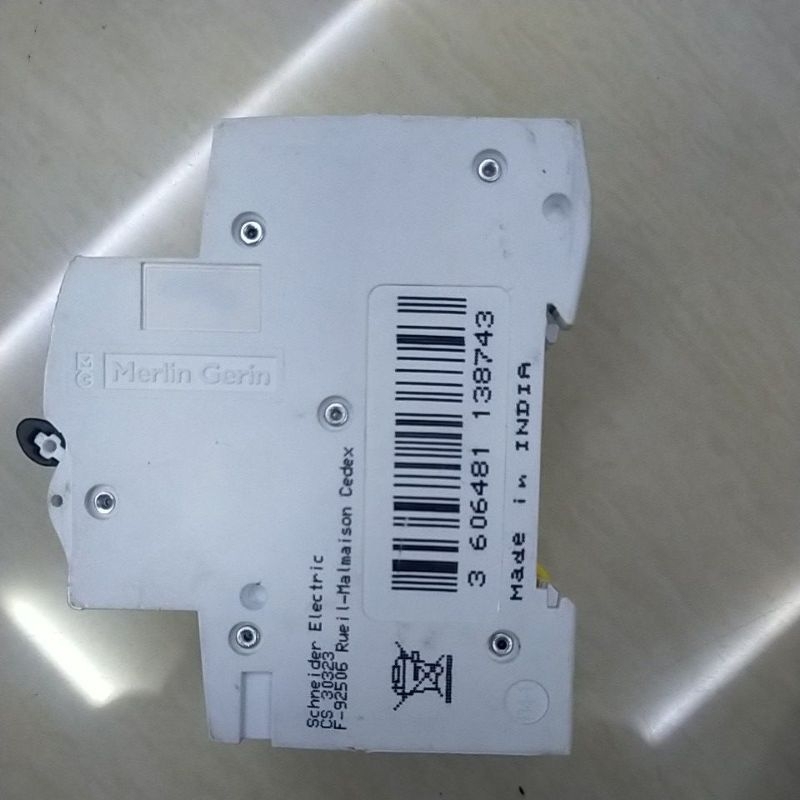 Merlin Gerin
Schneider Electric
CS 30323
F-92506 Rueil-Malmaison Cedex
3 606481 138743
Made in INDIA